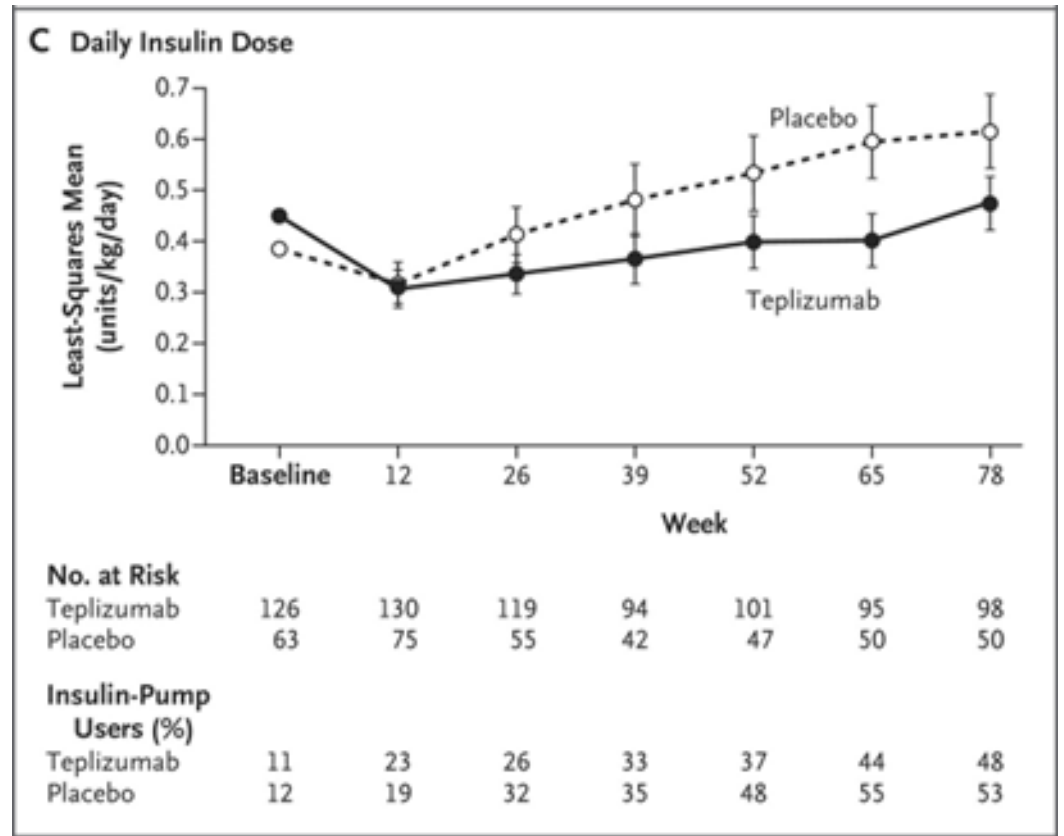 C Daily Insulin Dose
Least-Squares Mean
(units/kg/day)
0.7
0.6
0.5
0.4
0.3
0.2
0.1
0.0
Placebo
Teplizumab
Baseline 12 26 39 52 65 78
Week
No. at Risk
Teplizumab 126 130 119 94 101 95 98
Placebo 63 75 55 42 47 50 50
Insulin-Pump
Users (%)
Teplizumab 11 23 26 33 37 44 48
Placebo 12 19 32 35 48 55 53